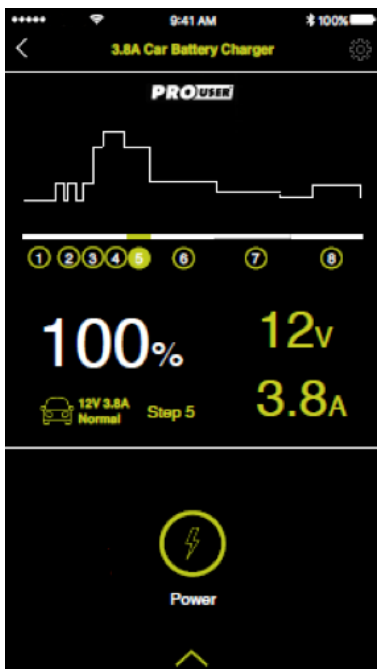 9:41 AM 100%
3.8A Car Battery Charger
PRO USER
1 2 3 4 5 6 7 8
100% 12v
12V 3.8A
Normal Step 5 3.8A
Power